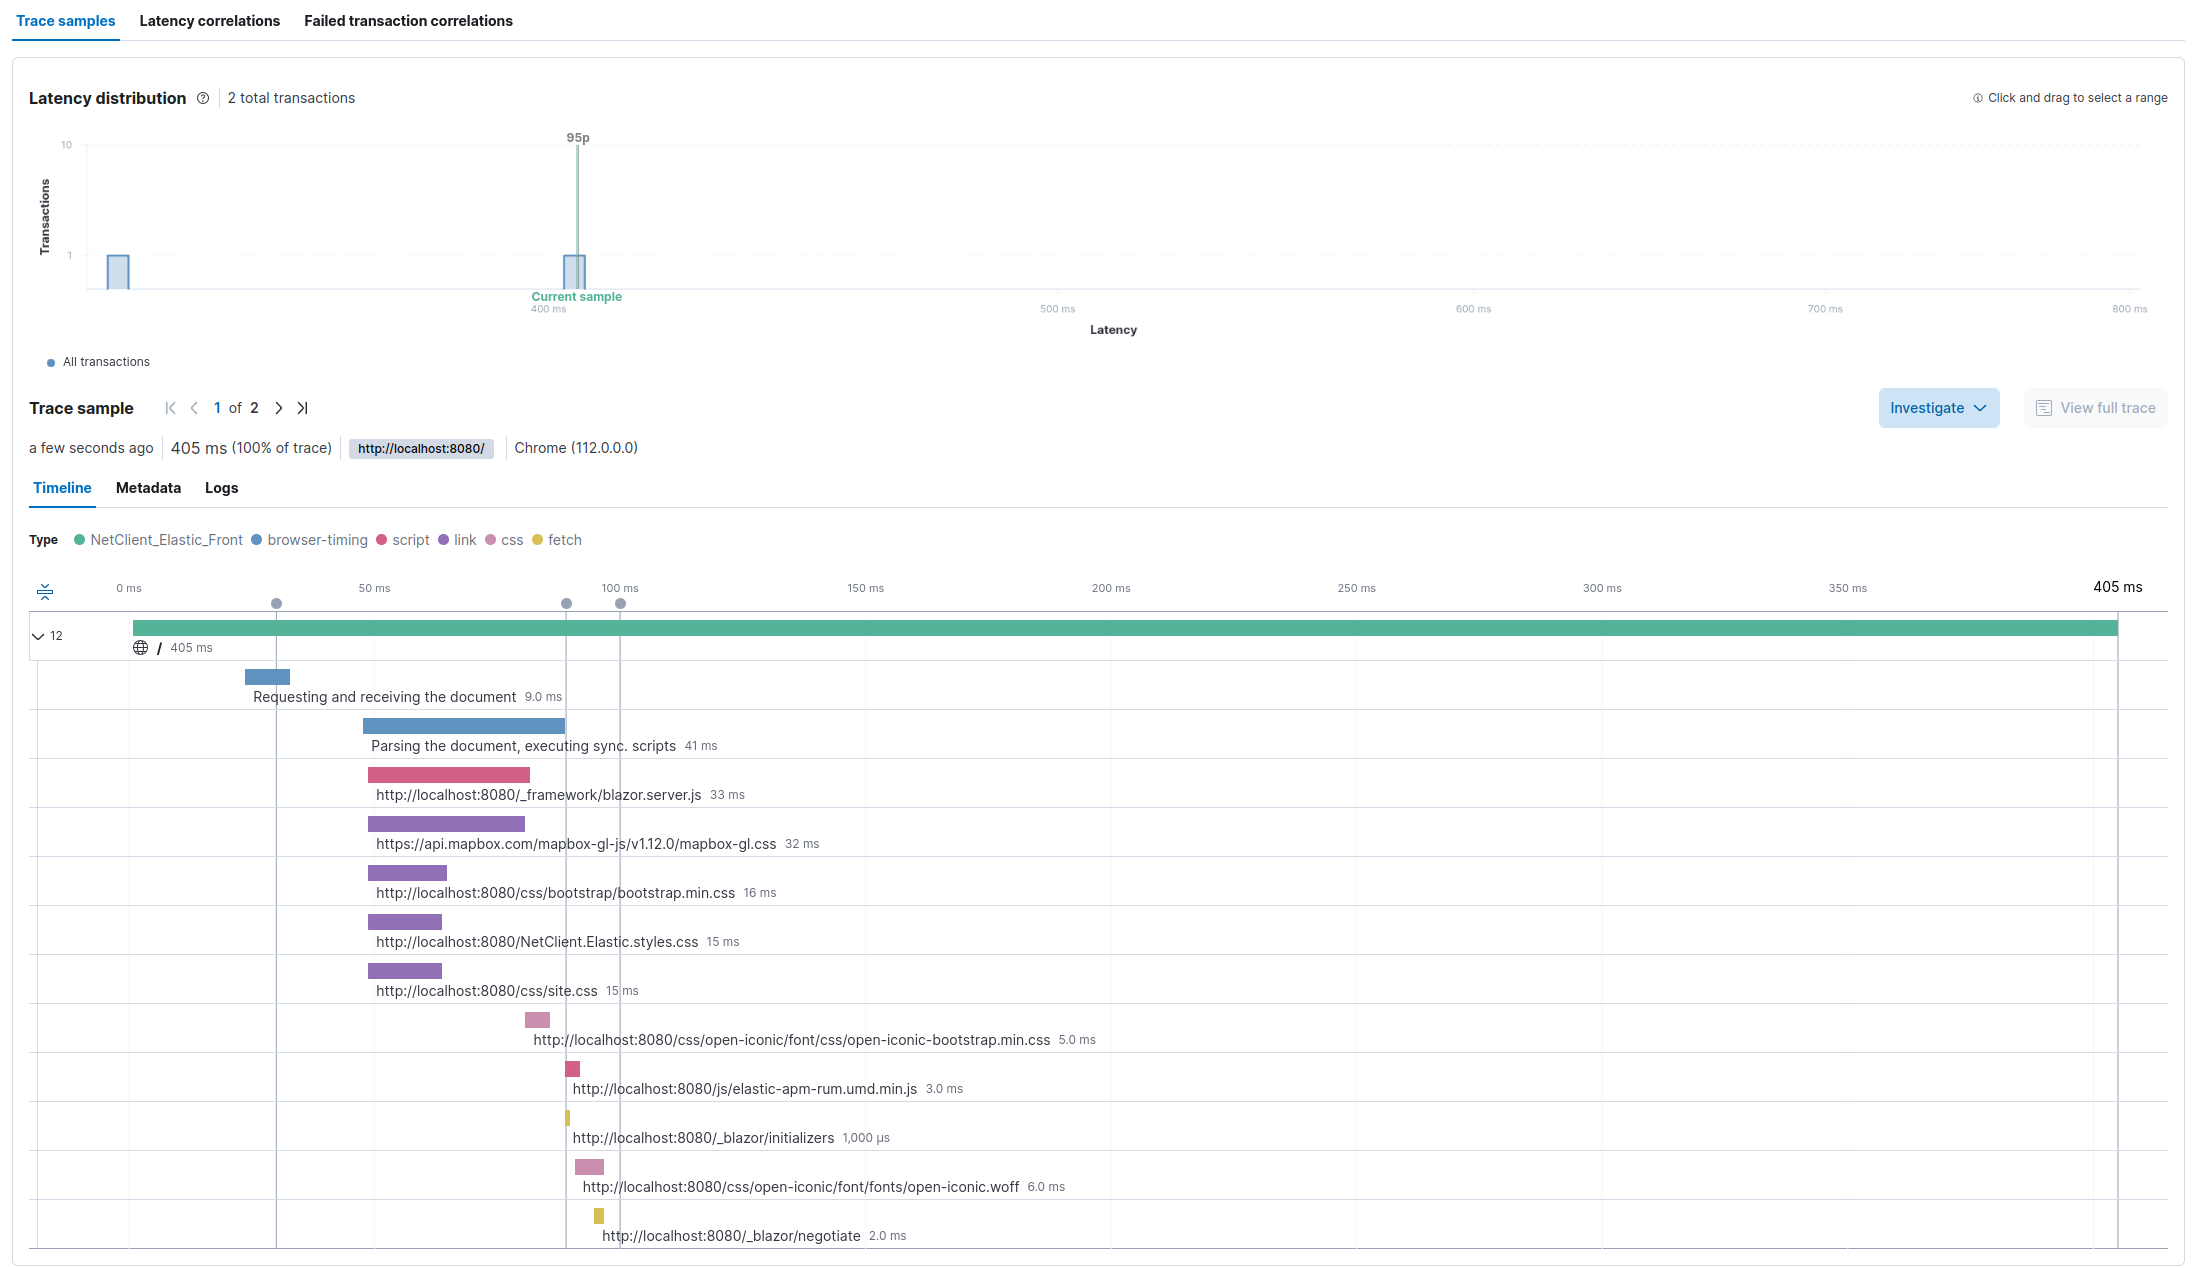 Trace samples Latency correlations Failed transaction correlations
Latency distribution 2 total transactions Click and drag to select a range
95p
10
Transactions
1
Current sample
400 ms 500 ms 600 ms 700 ms 800 ms
Latency
All transactions
Trace sample 1 of 2 Investigate View full trace
a few seconds ago 405 ms (100% of trace) http://localhost:8080/ Chrome (112.0.0.0)
Timeline Metadata Logs
Type NetClient_Elastic_Front browser-timing script link css fetch
0 ms 50 ms 100 ms 150 ms 200 ms 250 ms 300 ms 350 ms 405 ms
12
/ 405 ms
Requesting and receiving the document 9.0 ms
Parsing the document, executing sync. scripts 41 ms
http://localhost:8080/_framework/blazor.server.js 33 ms
https://api.mapbox.com/mapbox-gl-js/v1.12.0/mapbox-gl.css 32 ms
http://localhost:8080/css/bootstrap/bootstrap.min.css 16 ms
http://localhost:8080/NetClient.Elastic.styles.css 15 ms
http://localhost:8080/css/site.css 15 ms
http://localhost:8080/css/open-iconic/font/css/open-iconic-bootstrap.min.css 5.0 ms
http://localhost:8080/js/elastic-apm-rum.umd.min.js 3.0 ms
http://localhost:8080/_blazor/initializers 1,000 μs
http://localhost:8080/css/open-iconic/font/fonts/open-iconic.woff 6.0 ms
http://localhost:8080/_blazor/negotiate 2.0 ms